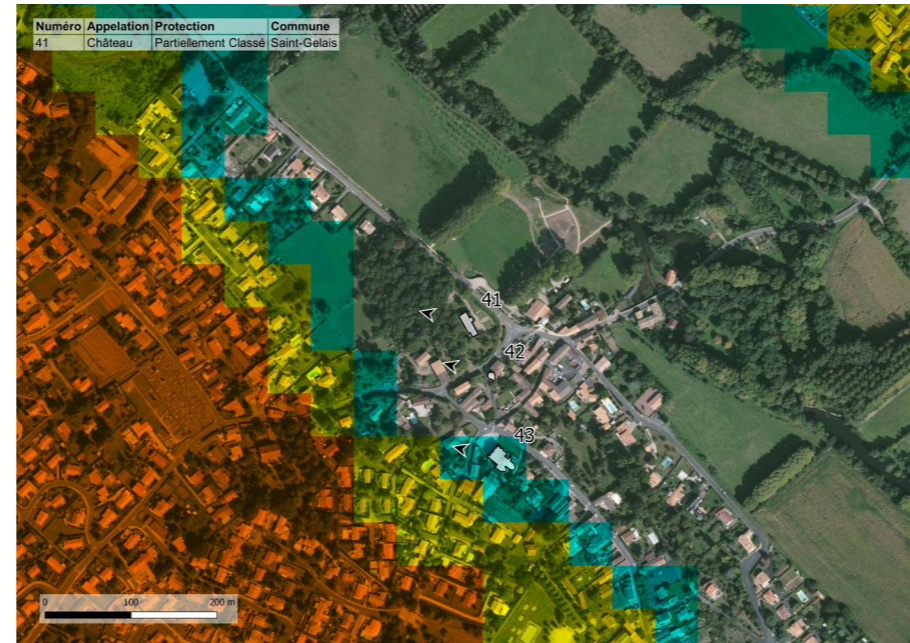 Numéro Appelation Protection Commune
41 Château Partiellement Classé Saint-Gelais
41
42
43
0 100 200 m